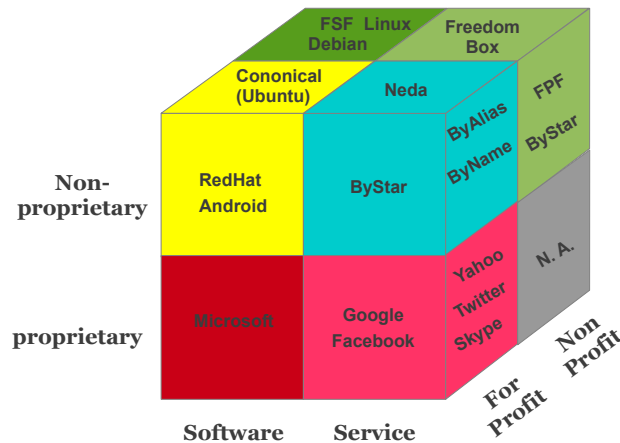 FSF Linux
Debian
Freedom
Box
Cononical
(Ubuntu)
Neda
ByAlias
ByName
FPF
ByStar
Non-
proprietary
RedHat
Android
ByStar
proprietary
Microsoft
Google
Facebook
Yahoo
Twitter
Skype
N. A.
For
Profit
Non
Profit
Software
Service